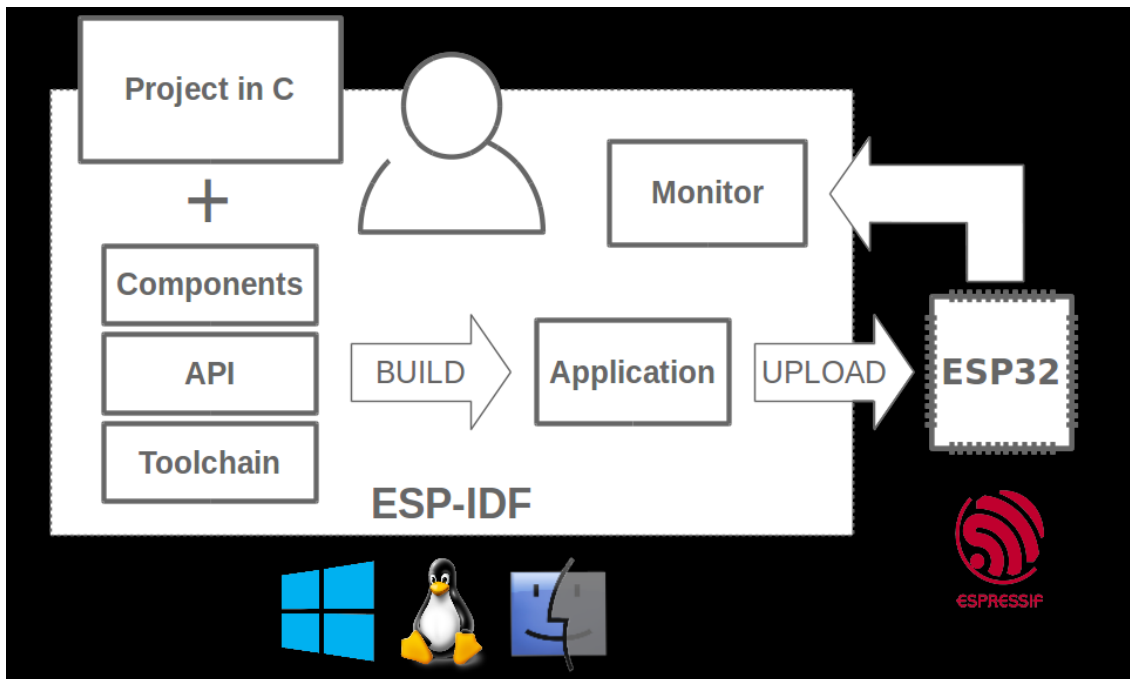 Project in C
+
Components
API
Toolchain
BUILD
Application
UPLOAD
Monitor
ESP32
ESP-IDF
ESPRESSIF